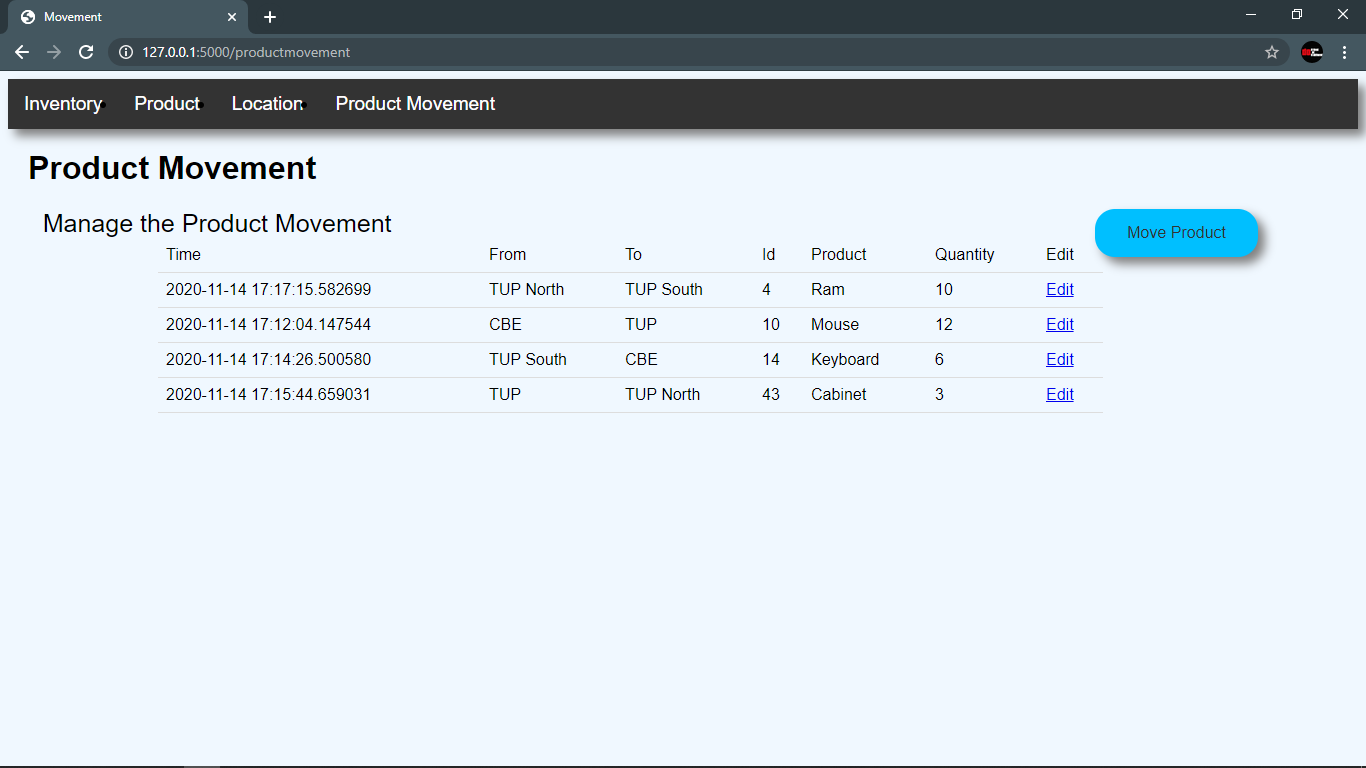 Movement
127.0.0.1:5000/productmovement
Inventory Product Location Product Movement
Product Movement
Manage the Product Movement
Move Product
Time From To Id Product Quantity Edit
2020-11-14 17:17:15.582699 TUP North TUP South 4 Ram 10 Edit
2020-11-14 17:12:04.147544 CBE TUP 10 Mouse 12 Edit
2020-11-14 17:14:26.500580 TUP South CBE 14 Keyboard 6 Edit
2020-11-14 17:15:44.659031 TUP TUP North 43 Cabinet 3 Edit